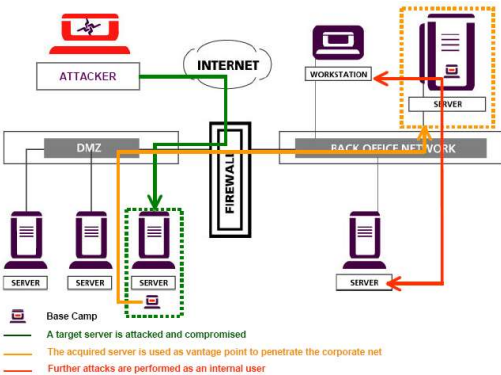 ATTACKER
INTERNET
WORKSTATION
SERVER
DMZ
FIREWALL
BACK OFFICE NETWORK
SERVER
SERVER
SERVER
SERVER
Base Camp
A target server is attacked and compromised
The acquired server is used as vantage point to penetrate the corporate net
Further attacks are performed as an internal user